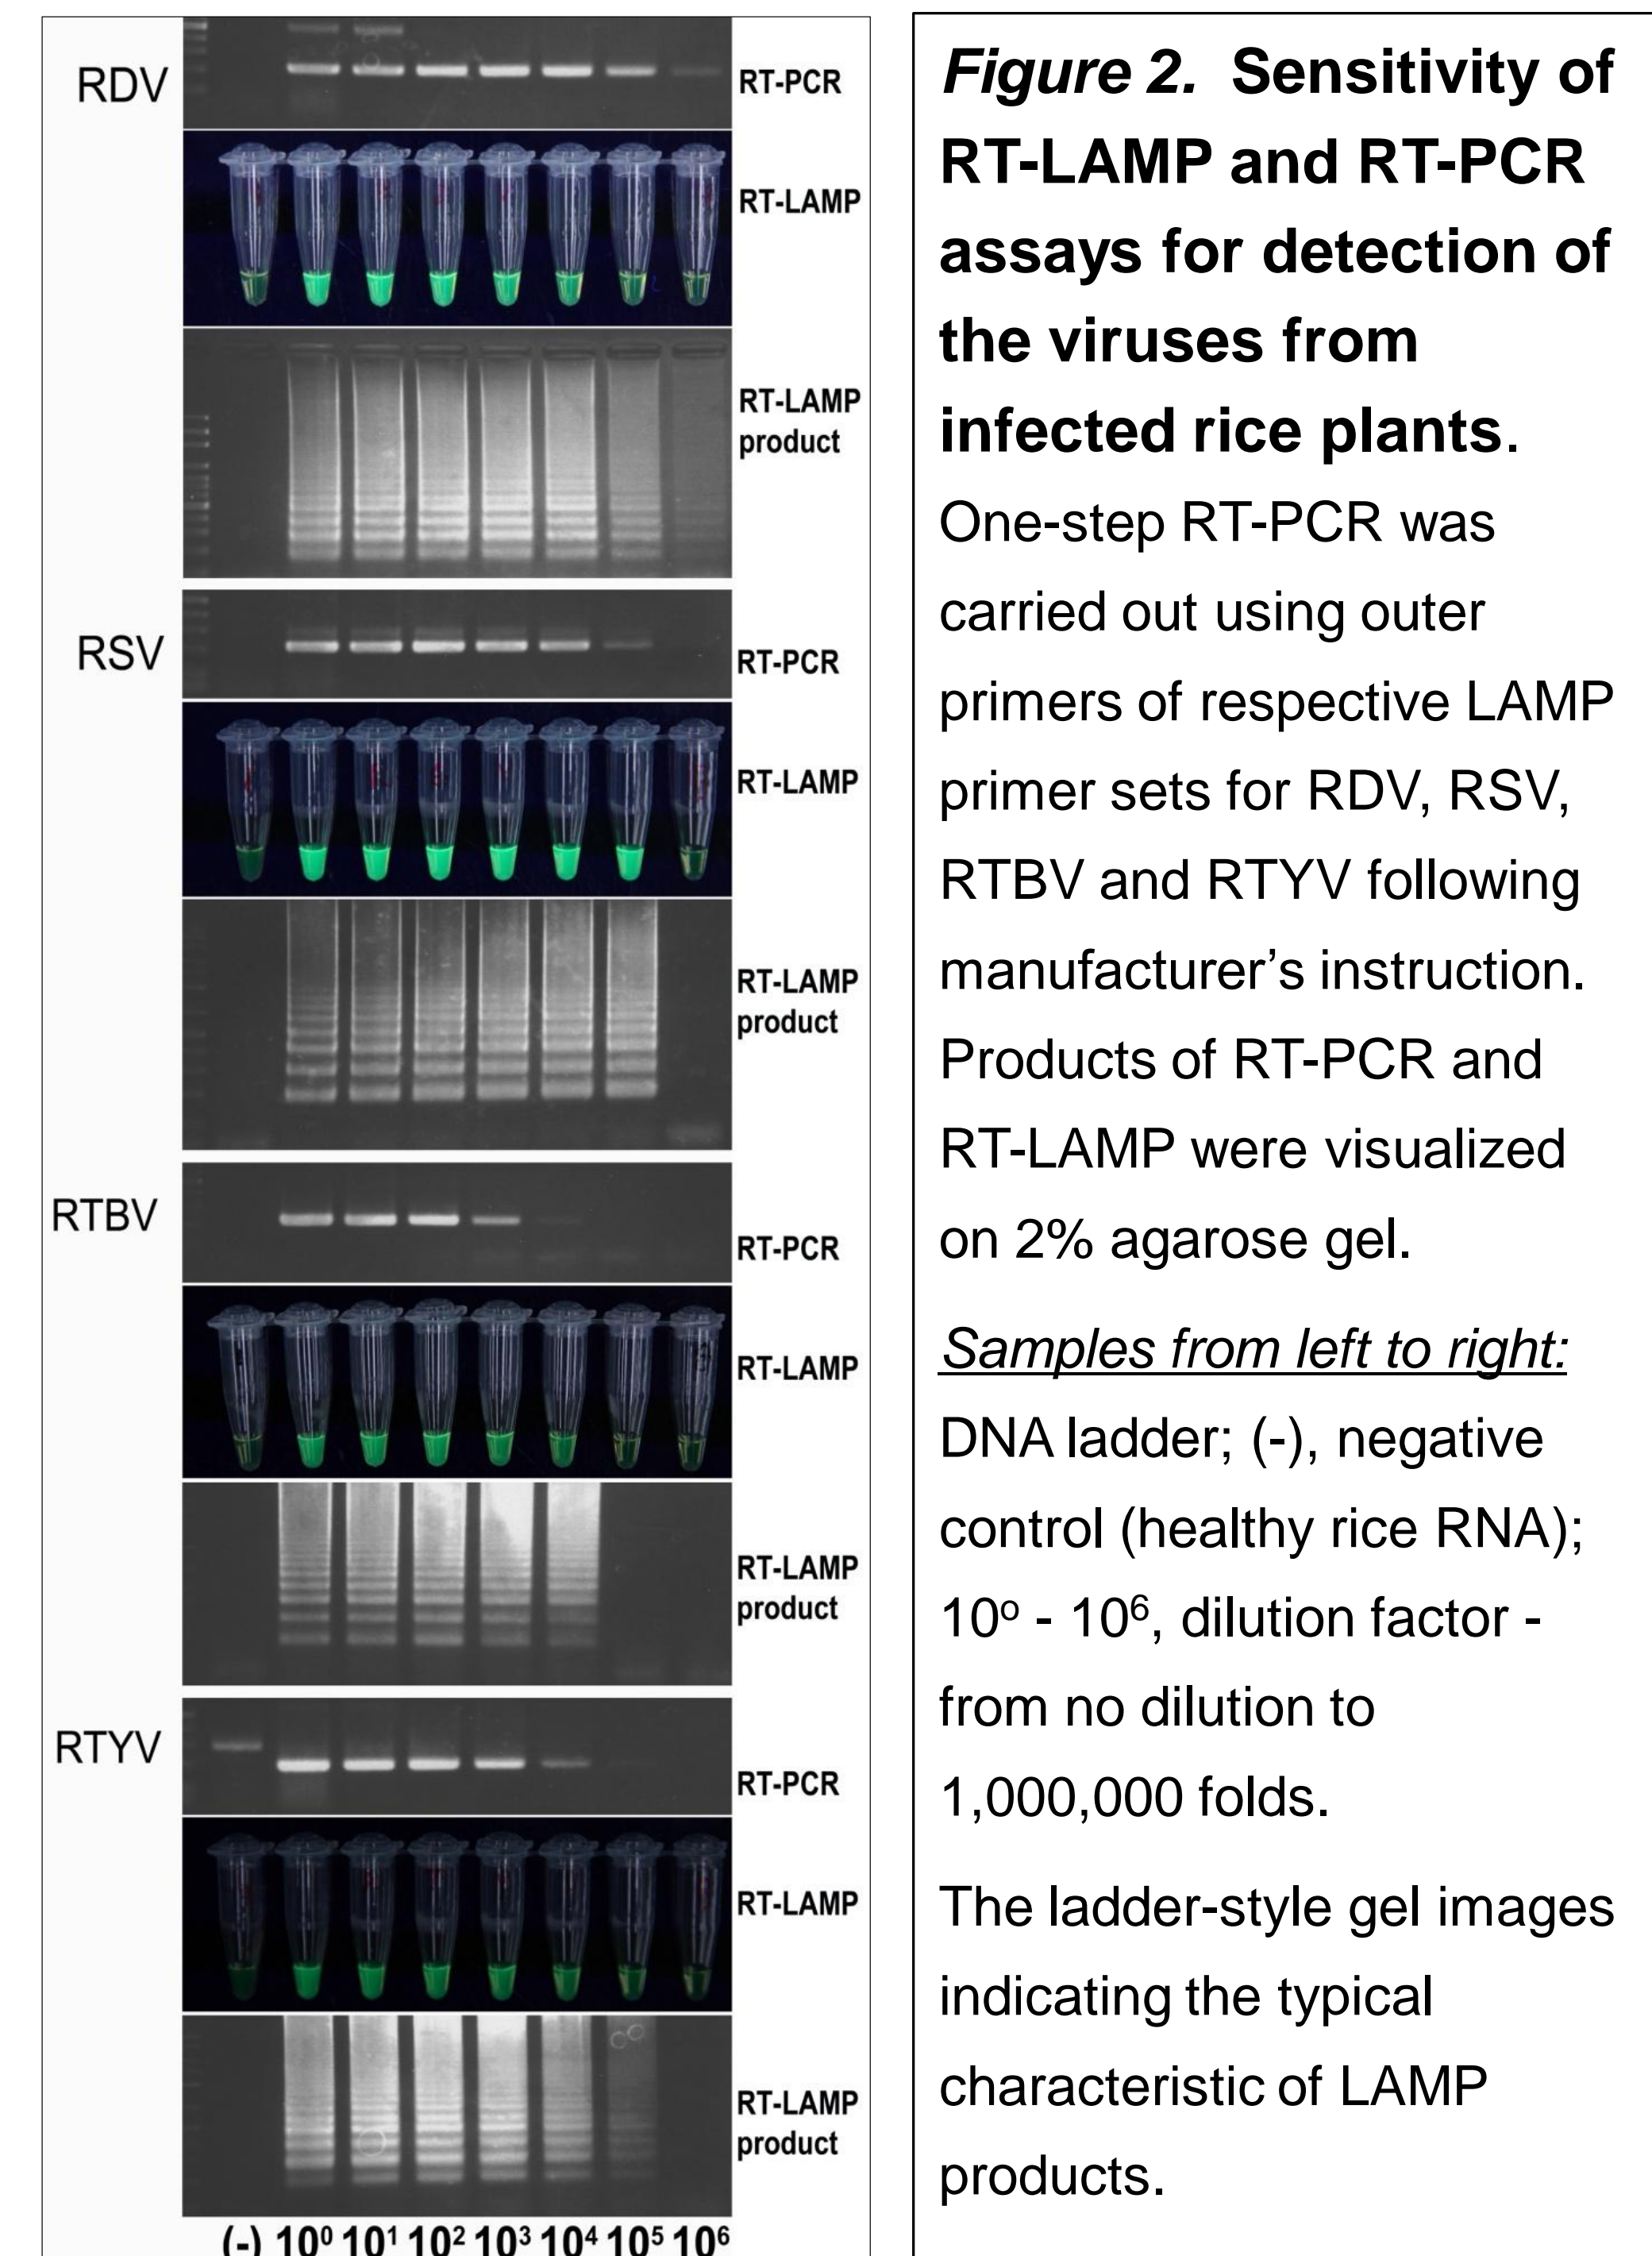 RDV
RT-PCR
RT-LAMP
RT-LAMP
product
RSV
RT-PCR
RT-LAMP
RT-LAMP
product
RTBV
RT-PCR
RT-LAMP
RT-LAMP
product
RTYV
RT-PCR
RT-LAMP
RT-LAMP
product
(-) 10⁰ 10¹ 10² 10³ 10⁴ 10⁵ 10⁶
Figure 2. Sensitivity of
RT-LAMP and RT-PCR
assays for detection of
the viruses from
infected rice plants.
One-step RT-PCR was
carried out using outer
primers of respective LAMP
primer sets for RDV, RSV,
RTBV and RTYV following
manufacturer’s instruction.
Products of RT-PCR and
RT-LAMP were visualized
on 2% agarose gel.
Samples from left to right:
DNA ladder; (-), negative
control (healthy rice RNA);
10ᵒ - 10⁶, dilution factor -
from no dilution to
1,000,000 folds.
The ladder-style gel images
indicating the typical
characteristic of LAMP
products.